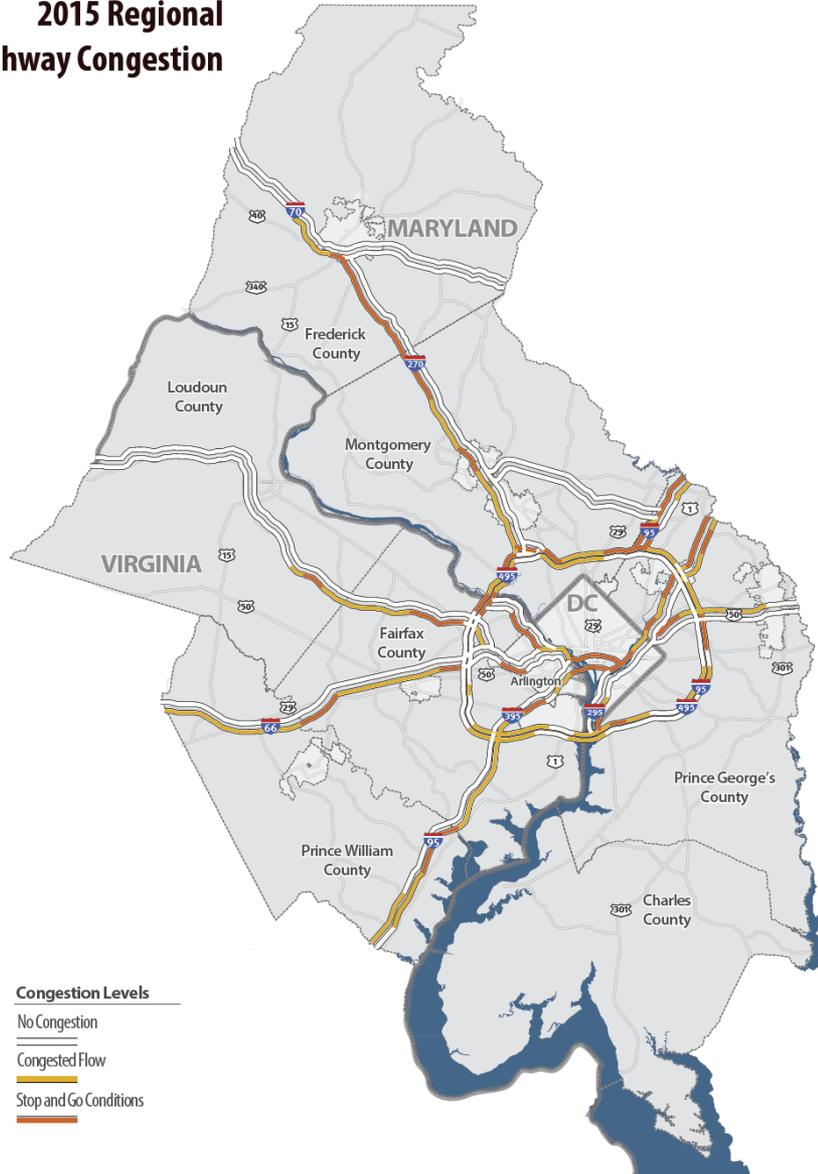 2015 Regional
hway Congestion
70
40
MARYLAND
340
15
Frederick
County
270
Loudoun
County
Montgomery
County
1
29
95
495
VIRGINIA
15
DC
29
50
50
Fairfax
County
301
50
Arlington
95
495
29
395
295
66
1
Prince George's
County
95
Prince William
County
301
Charles
County
Congestion Levels
No Congestion
Congested Flow
Stop and Go Conditions